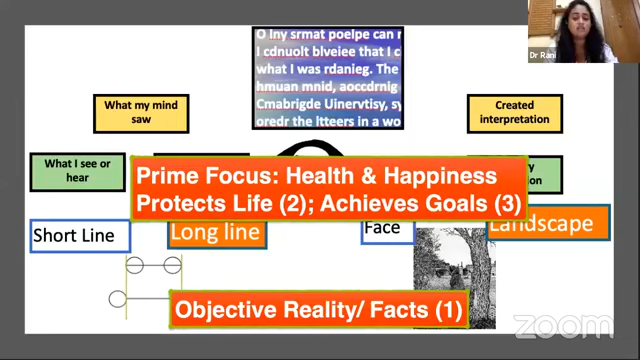 O lny srmat poelpe can
I cdnuolt blveiee that I
what I was rdanieg. The
hmuan mnid, aoccdrnig
Cmabrigde Uinervtisy,
oredr the ltteers in a
Dr Rani
What my mind
saw
Created
interpretation
What I see or
hear
Prime Focus: Health & Happiness
Protects Life (2); Achieves Goals (3)
Short Line
Long line
Face
Landscape
Objective Reality/ Facts (1)
zoom